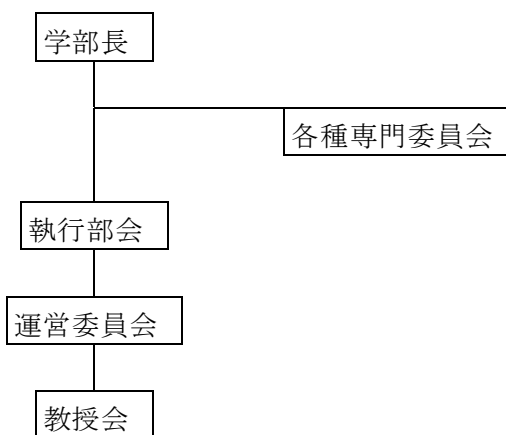 学部長
各種専門委員会
執行部会
運営委員会
教授会